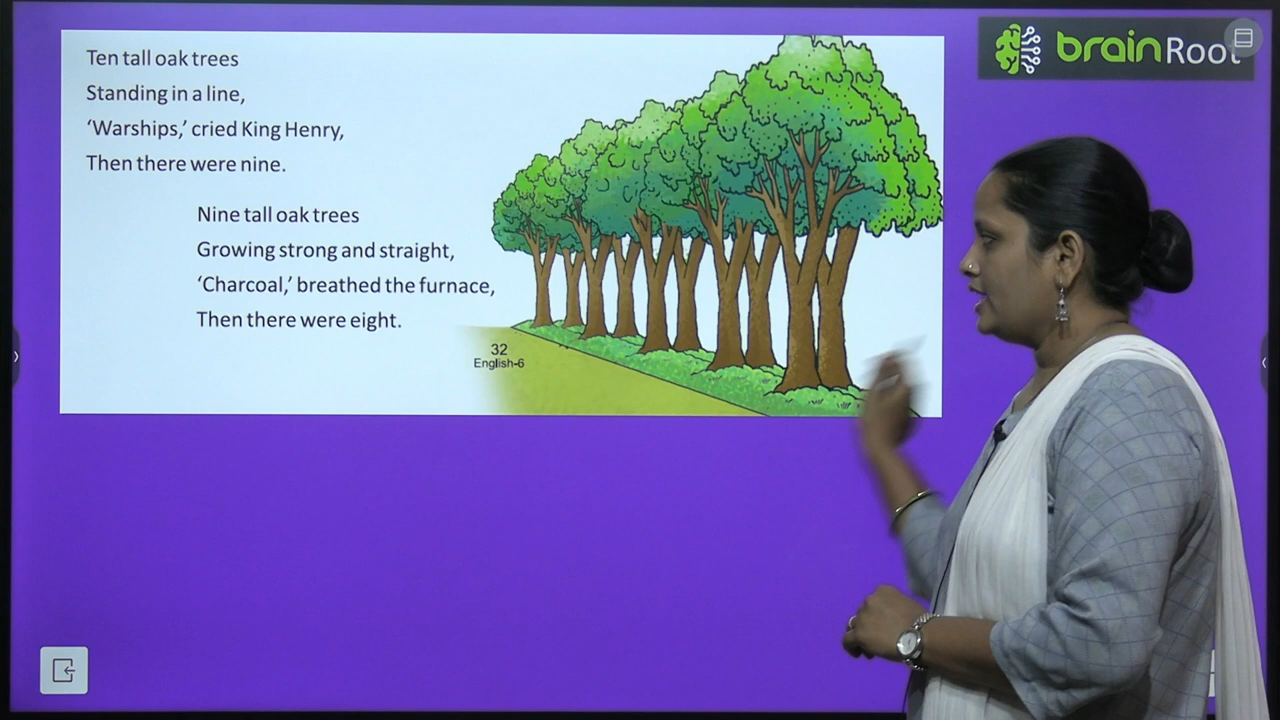 brainRoot
Ten tall oak trees
Standing in a line,
‘Warships,’ cried King Henry,
Then there were nine.
Nine tall oak trees
Growing strong and straight,
‘Charcoal,’ breathed the furnace,
Then there were eight.
32
English-6